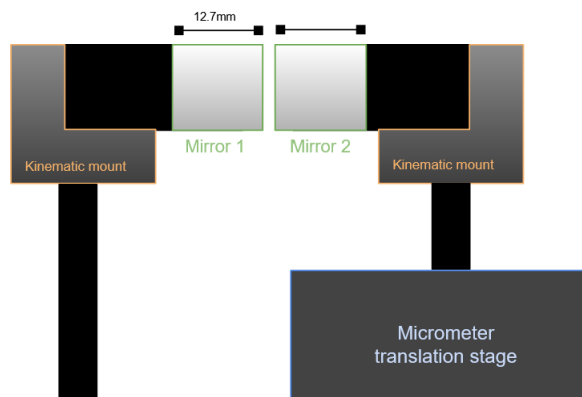 12.7mm
Mirror 1
Mirror 2
Kinematic mount
Kinematic mount
Micrometer
translation stage